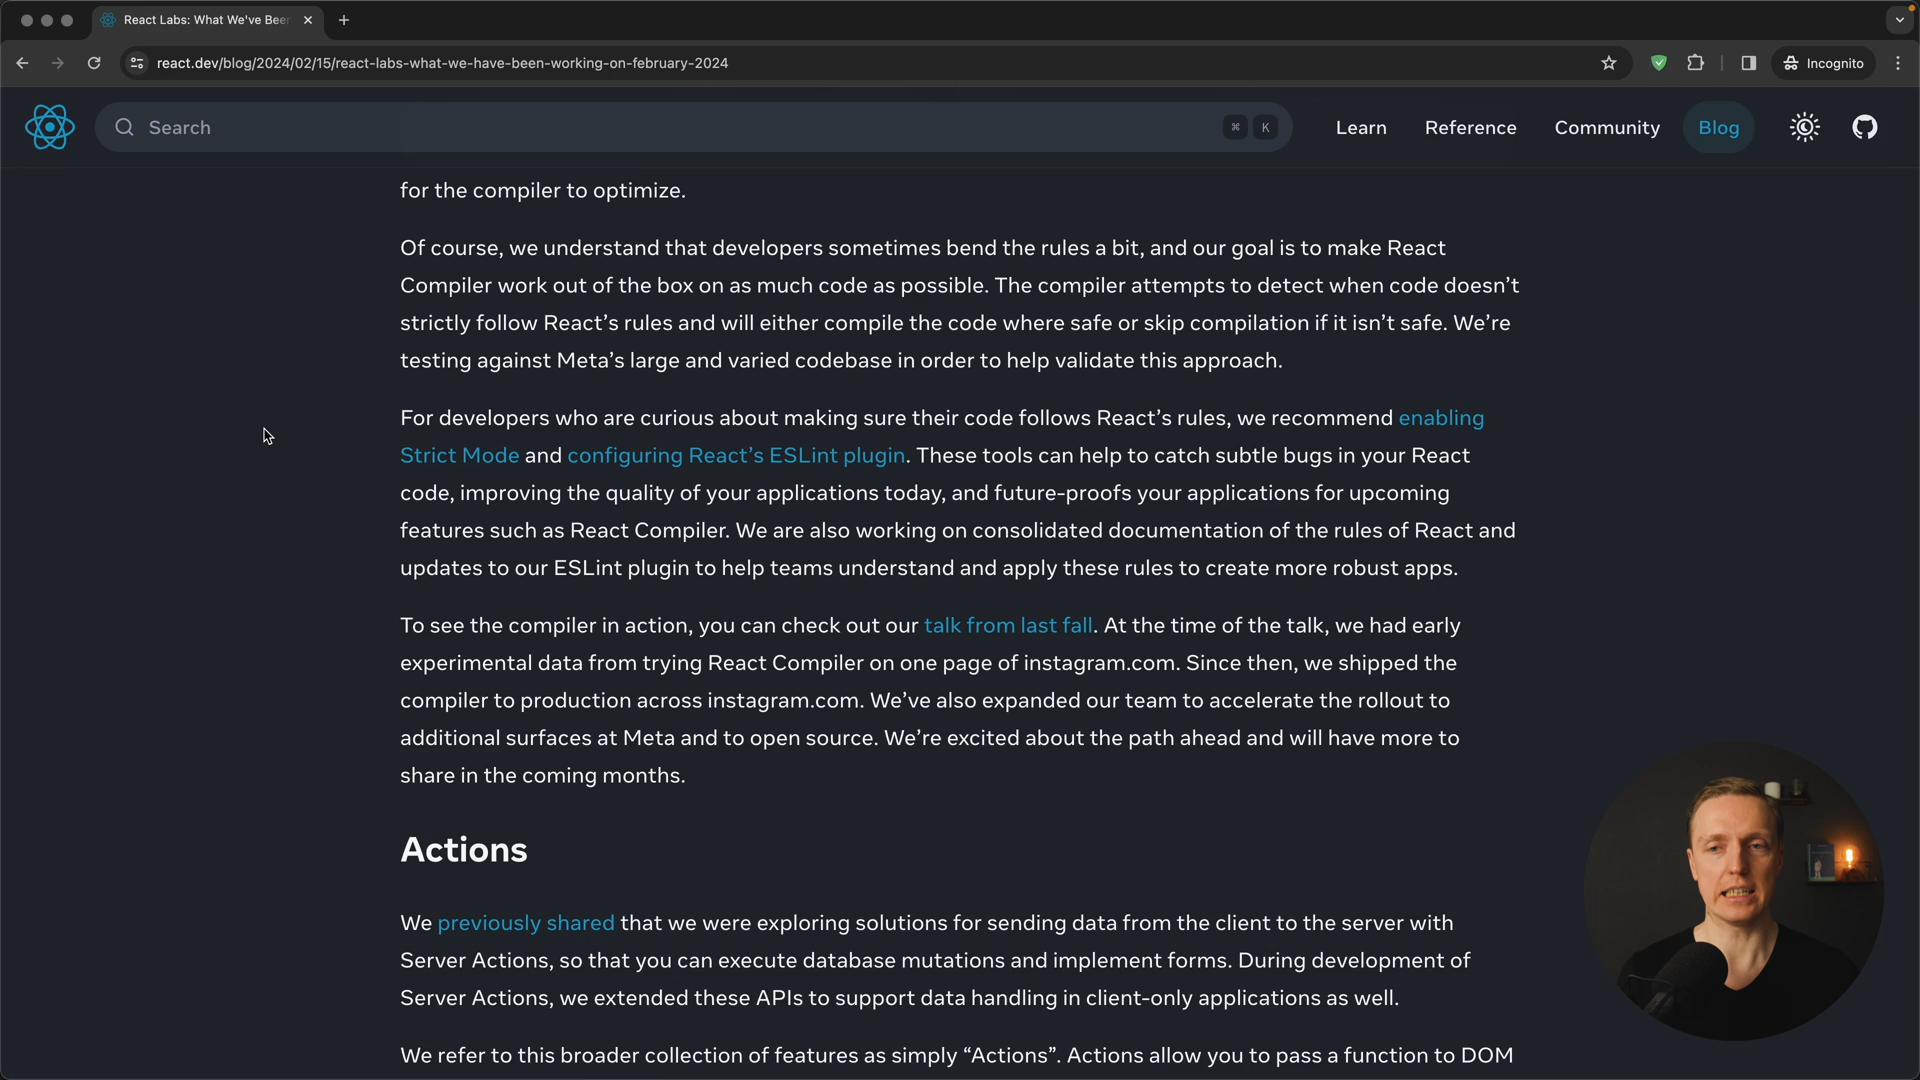 React Labs: What We've Been
react.dev/blog/2024/02/15/react-labs-what-we-have-been-working-on-february-2024
Incognito
Search
⌘ K
Learn
Reference
Community
Blog
for the compiler to optimize.
Of course, we understand that developers sometimes bend the rules a bit, and our goal is to make React
Compiler work out of the box on as much code as possible. The compiler attempts to detect when code doesn’t
strictly follow React’s rules and will either compile the code where safe or skip compilation if it isn’t safe. We’re
testing against Meta’s large and varied codebase in order to help validate this approach.
For developers who are curious about making sure their code follows React’s rules, we recommend enabling
Strict Mode and configuring React’s ESLint plugin. These tools can help to catch subtle bugs in your React
code, improving the quality of your applications today, and future-proofs your applications for upcoming
features such as React Compiler. We are also working on consolidated documentation of the rules of React and
updates to our ESLint plugin to help teams understand and apply these rules to create more robust apps.
To see the compiler in action, you can check out our talk from last fall. At the time of the talk, we had early
experimental data from trying React Compiler on one page of instagram.com. Since then, we shipped the
compiler to production across instagram.com. We’ve also expanded our team to accelerate the rollout to
additional surfaces at Meta and to open source. We’re excited about the path ahead and will have more to
share in the coming months.
Actions
We previously shared that we were exploring solutions for sending data from the client to the server with
Server Actions, so that you can execute database mutations and implement forms. During development of
Server Actions, we extended these APIs to support data handling in client-only applications as well.
We refer to this broader collection of features as simply “Actions”. Actions allow you to pass a function to DOM